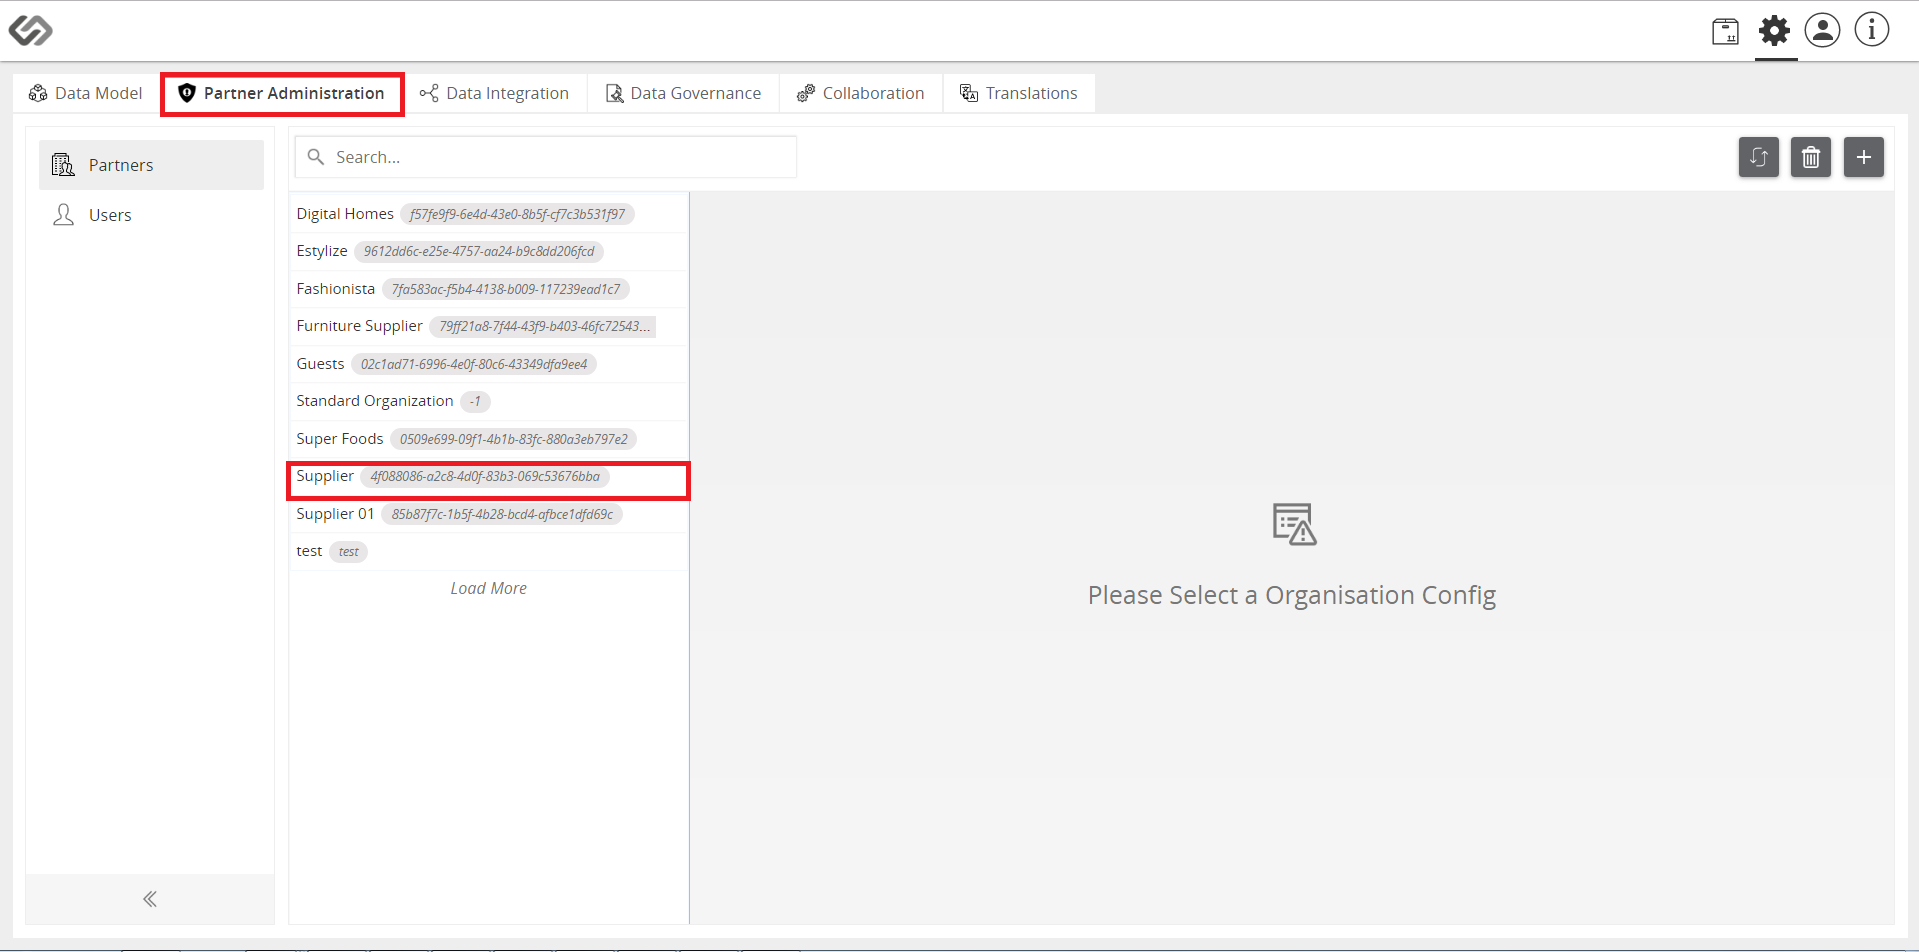 Data Model
Partner Administration
Data Integration
Data Governance
Collaboration
Translations
Partners
Users
Search...
Digital Homes f57fe9f9-6e4d-43e0-8b5f-cf7c3b531f97
Estylize 9612dd6c-e25e-4757-aa24-b9c8dd206fcd
Fashionista 7fa583ac-f5b4-4138-b009-117239ead1c7
Furniture Supplier 79ff21a8-7f44-43f9-b403-46fc72543...
Guests 02c1ad71-6996-4e0f-80c6-43349dfa9ee4
Standard Organization -1
Super Foods 0509e699-09f1-4b1b-83fc-880a3eb797e2
Supplier 4f088086-a2c8-4d0f-83b3-069c53676bba
Supplier 01 85b87f7c-1b5f-4b28-bcd4-afbce1dfd69c
test test
Load More
Please Select a Organisation Config